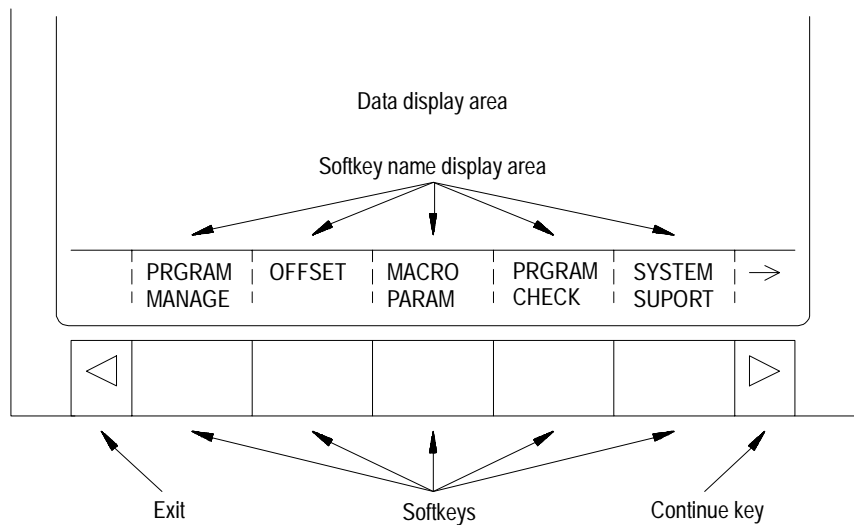 Data display area
Softkey name display area
PRGRAM MANAGE
OFFSET
MACRO PARAM
PRGRAM CHECK
SYSTEM SUPORT
Exit
Softkeys
Continue key